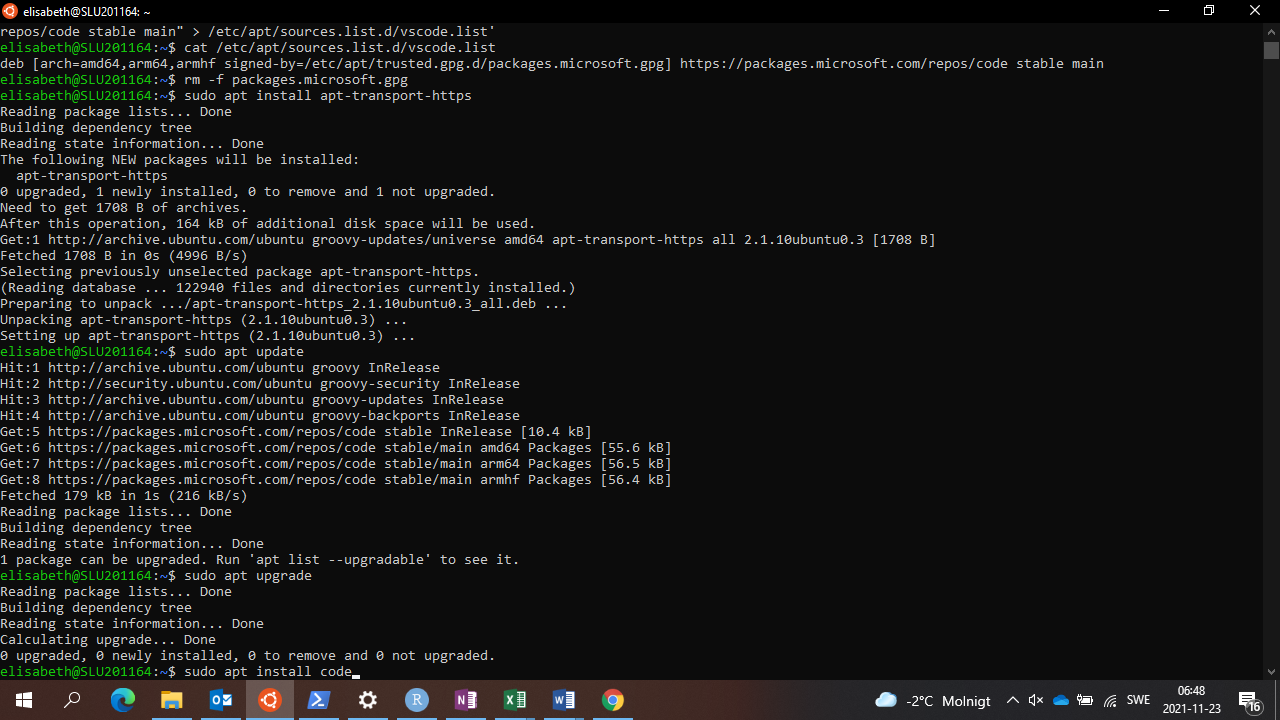 elisabeth@SLU201164: ~
repos/code stable main" > /etc/apt/sources.list.d/vscode.list'
elisabeth@SLU201164:~$ cat /etc/apt/sources.list.d/vscode.list
deb [arch=amd64,arm64,armhf signed-by=/etc/apt/trusted.gpg.d/packages.microsoft.gpg] https://packages.microsoft.com/repos/code stable main
elisabeth@SLU201164:~$ rm -f packages.microsoft.gpg
elisabeth@SLU201164:~$ sudo apt install apt-transport-https
Reading package lists... Done
Building dependency tree
Reading state information... Done
The following NEW packages will be installed:
  apt-transport-https
0 upgraded, 1 newly installed, 0 to remove and 1 not upgraded.
Need to get 1708 B of archives.
After this operation, 164 kB of additional disk space will be used.
Get:1 http://archive.ubuntu.com/ubuntu groovy-updates/universe amd64 apt-transport-https all 2.1.10ubuntu0.3 [1708 B]
Fetched 1708 B in 0s (4996 B/s)
Selecting previously unselected package apt-transport-https.
(Reading database ... 122940 files and directories currently installed.)
Preparing to unpack .../apt-transport-https_2.1.10ubuntu0.3_all.deb ...
Unpacking apt-transport-https (2.1.10ubuntu0.3) ...
Setting up apt-transport-https (2.1.10ubuntu0.3) ...
elisabeth@SLU201164:~$ sudo apt update
Hit:1 http://archive.ubuntu.com/ubuntu groovy InRelease
Hit:2 http://security.ubuntu.com/ubuntu groovy-security InRelease
Hit:3 http://archive.ubuntu.com/ubuntu groovy-updates InRelease
Hit:4 http://archive.ubuntu.com/ubuntu groovy-backports InRelease
Get:5 https://packages.microsoft.com/repos/code stable InRelease [10.4 kB]
Get:6 https://packages.microsoft.com/repos/code stable/main amd64 Packages [55.6 kB]
Get:7 https://packages.microsoft.com/repos/code stable/main arm64 Packages [56.5 kB]
Get:8 https://packages.microsoft.com/repos/code stable/main armhf Packages [56.4 kB]
Fetched 179 kB in 1s (216 kB/s)
Reading package lists... Done
Building dependency tree
Reading state information... Done
1 package can be upgraded. Run 'apt list --upgradable' to see it.
elisabeth@SLU201164:~$ sudo apt upgrade
Reading package lists... Done
Building dependency tree
Reading state information... Done
Calculating upgrade... Done
0 upgraded, 0 newly installed, 0 to remove and 0 not upgraded.
elisabeth@SLU201164:~$ sudo apt install code
-2°C Molnigt
SWE
06:48
2021-11-23
16